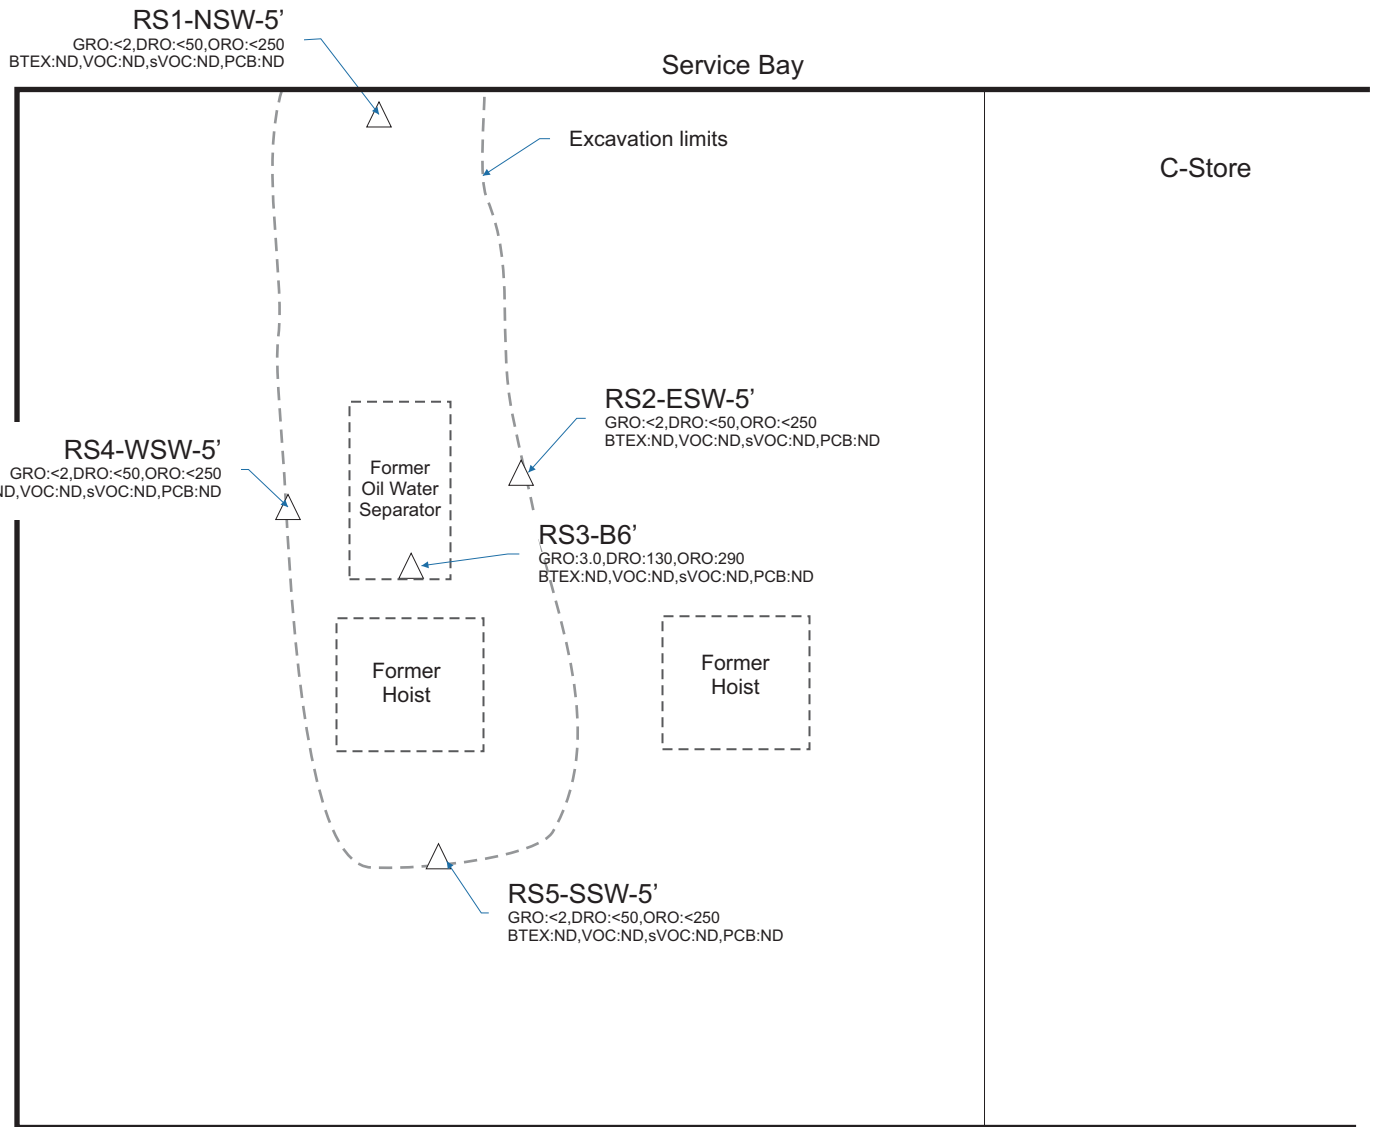 RS1-NSW-5’
GRO:<2,DRO:<50,ORO:<250
BTEX:ND,VOC:ND,sVOC:ND,PCB:ND
Service Bay
Excavation limits
C-Store
RS2-ESW-5’
GRO:<2,DRO:<50,ORO:<250
BTEX:ND,VOC:ND,sVOC:ND,PCB:ND
RS4-WSW-5’
GRO:<2,DRO:<50,ORO:<250
ND,VOC:ND,sVOC:ND,PCB:ND
Former
Oil Water
Separator
RS3-B6’
GRO:3.0,DRO:130,ORO:290
BTEX:ND,VOC:ND,sVOC:ND,PCB:ND
Former
Hoist
Former
Hoist
RS5-SSW-5’
GRO:<2,DRO:<50,ORO:<250
BTEX:ND,VOC:ND,sVOC:ND,PCB:ND